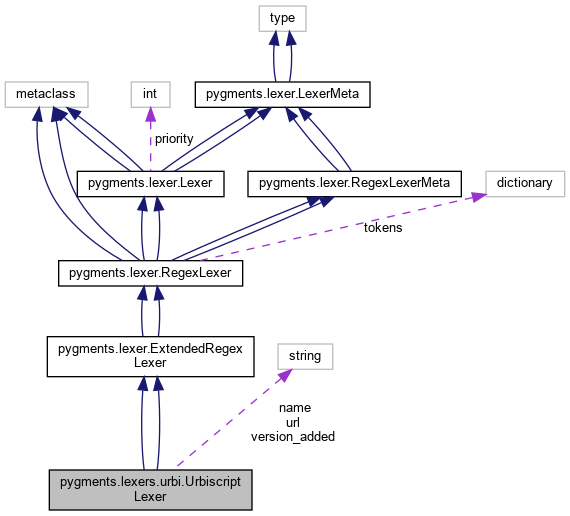 type
metaclass
int
pygments.lexer.LexerMeta
priority
pygments.lexer.Lexer
pygments.lexer.RegexLexerMeta
dictionary
tokens
pygments.lexer.RegexLexer
pygments.lexer.ExtendedRegex
Lexer
string
name
url
version_added
pygments.lexers.urbi.Urbiscript
Lexer